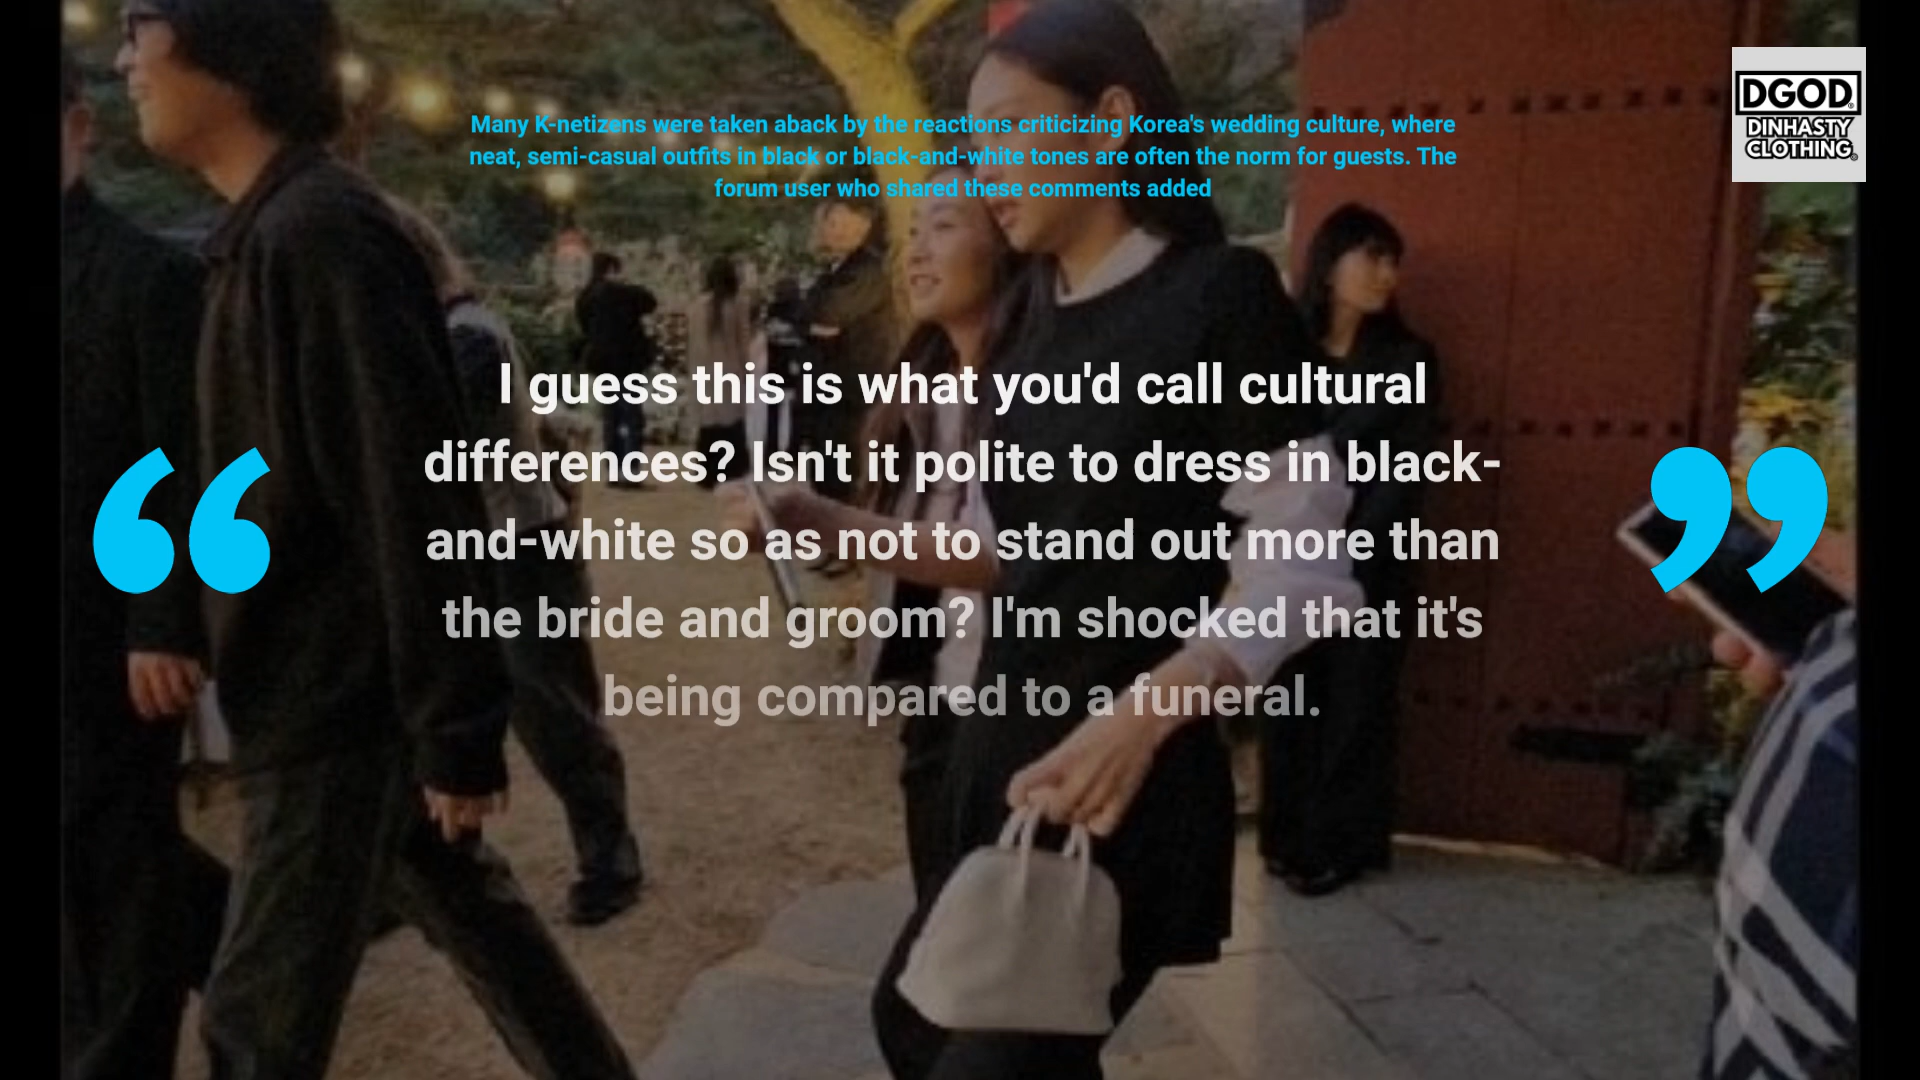 DGOD®
DINHASTY
CLOTHING®
Many K-netizens were taken aback by the reactions criticizing Korea's wedding culture, where
neat, semi-casual outfits in black or black-and-white tones are often the norm for guests. The
forum user who shared these comments added
“
I guess this is what you'd call cultural
differences? Isn't it polite to dress in black-
and-white so as not to stand out more than
the bride and groom? I'm shocked that it's
being compared to a funeral.
”